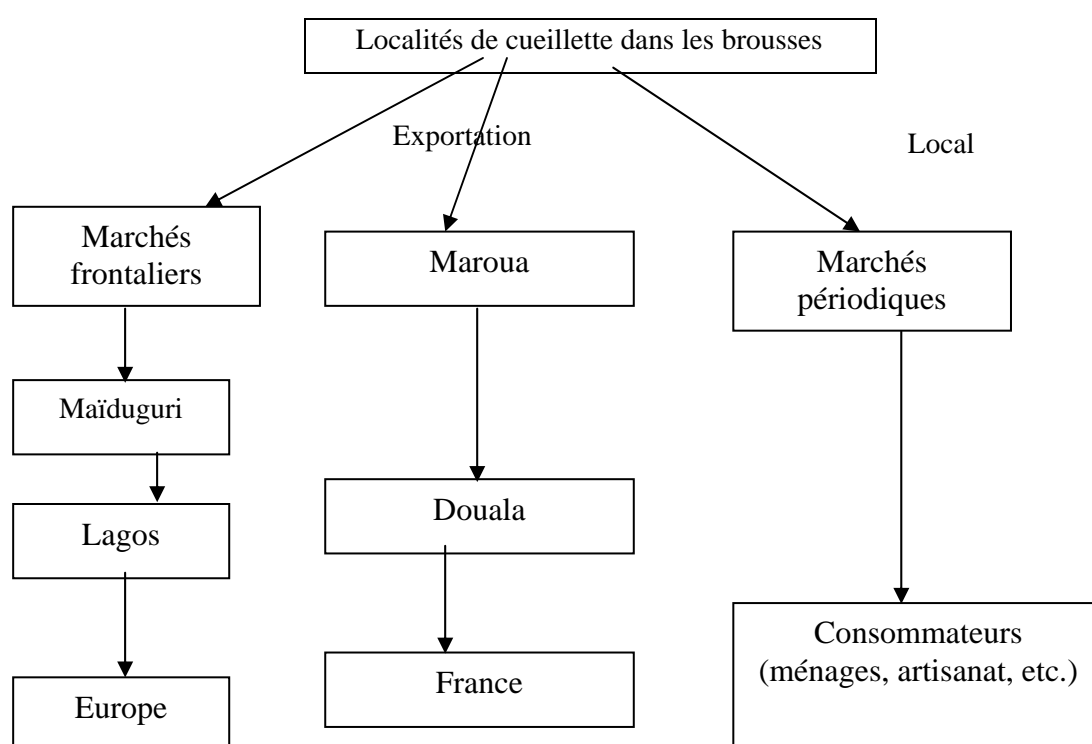 Localités de cueillette dans les brousses
Exportation
Local
Marchés
frontaliers
Maroua
Marchés
périodiques
Maïduguri
Lagos
Douala
Europe
France
Consommateurs
(ménages, artisanat, etc.)